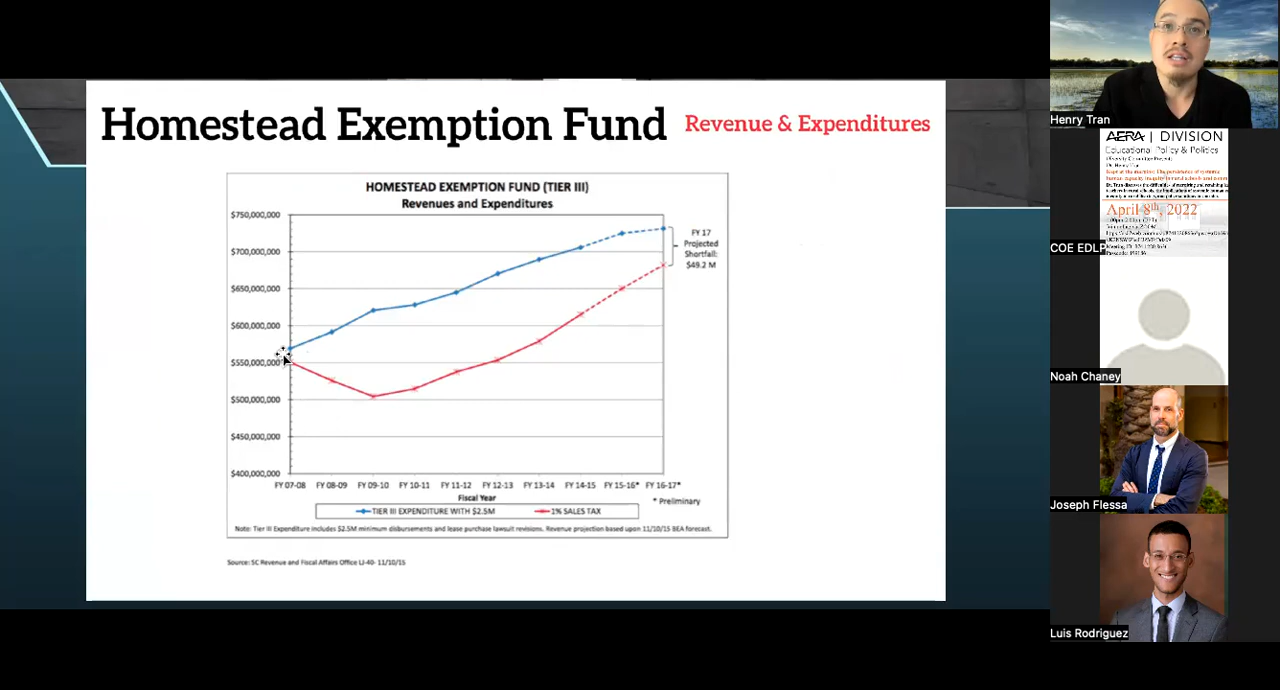 Homestead Exemption Fund
Revenue & Expenditures
HOMESTEAD EXEMPTION FUND (TIER III)
Revenues and Expenditures
$750,000,000
$700,000,000
$650,000,000
$600,000,000
$550,000,000
$500,000,000
$450,000,000
$400,000,000
FY 17
Projected
Shortfall:
$49.2 M
FY 07-08 FY 08-09 FY 09-10 FY 10-11 FY 11-12 FY 12-13 FY 13-14 FY 14-15 FY 15-16* FY 16-17*
Fiscal Year
* Preliminary
TIER III EXPENDITURE WITH $2.5M 1% SALES TAX
Note: Tier III Expenditure includes $2.5M minimum disbursements and lease purchase lawsuit revisions. Revenue projection based upon 11/10/15 BEA forecast.
Source: SC Revenue and Fiscal Affairs Office LJ-40- 11/10/15
Henry Tran
AERA | DIVISION
Educational Policy & Politics
April 8th, 2022
COE EDLP
Noah Chaney
Joseph Flessa
Luis Rodriguez